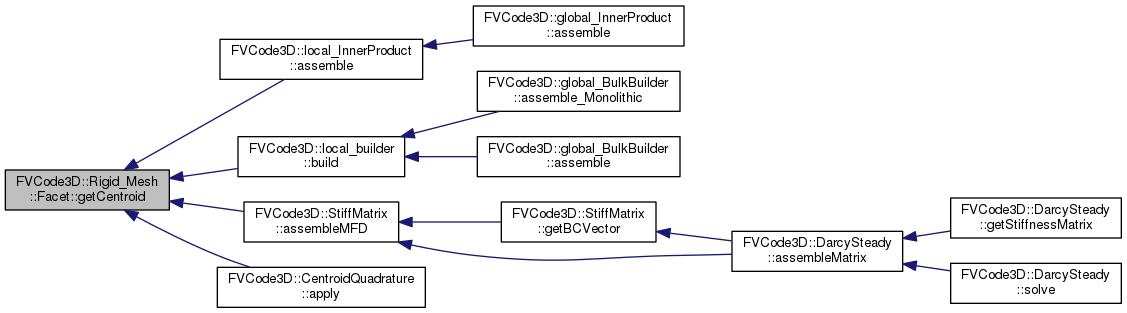 FVCode3D::Rigid_Mesh
::Facet::getCentroid
FVCode3D::local_InnerProduct
::assemble
FVCode3D::global_InnerProduct
::assemble
FVCode3D::local_builder
::build
FVCode3D::global_BulkBuilder
::assemble_Monolithic
FVCode3D::global_BulkBuilder
::assemble
FVCode3D::StiffMatrix
::assembleMFD
FVCode3D::StiffMatrix
::getBCVector
FVCode3D::DarcySteady
::assembleMatrix
FVCode3D::DarcySteady
::getStiffnessMatrix
FVCode3D::DarcySteady
::solve
FVCode3D::CentroidQuadrature
::apply